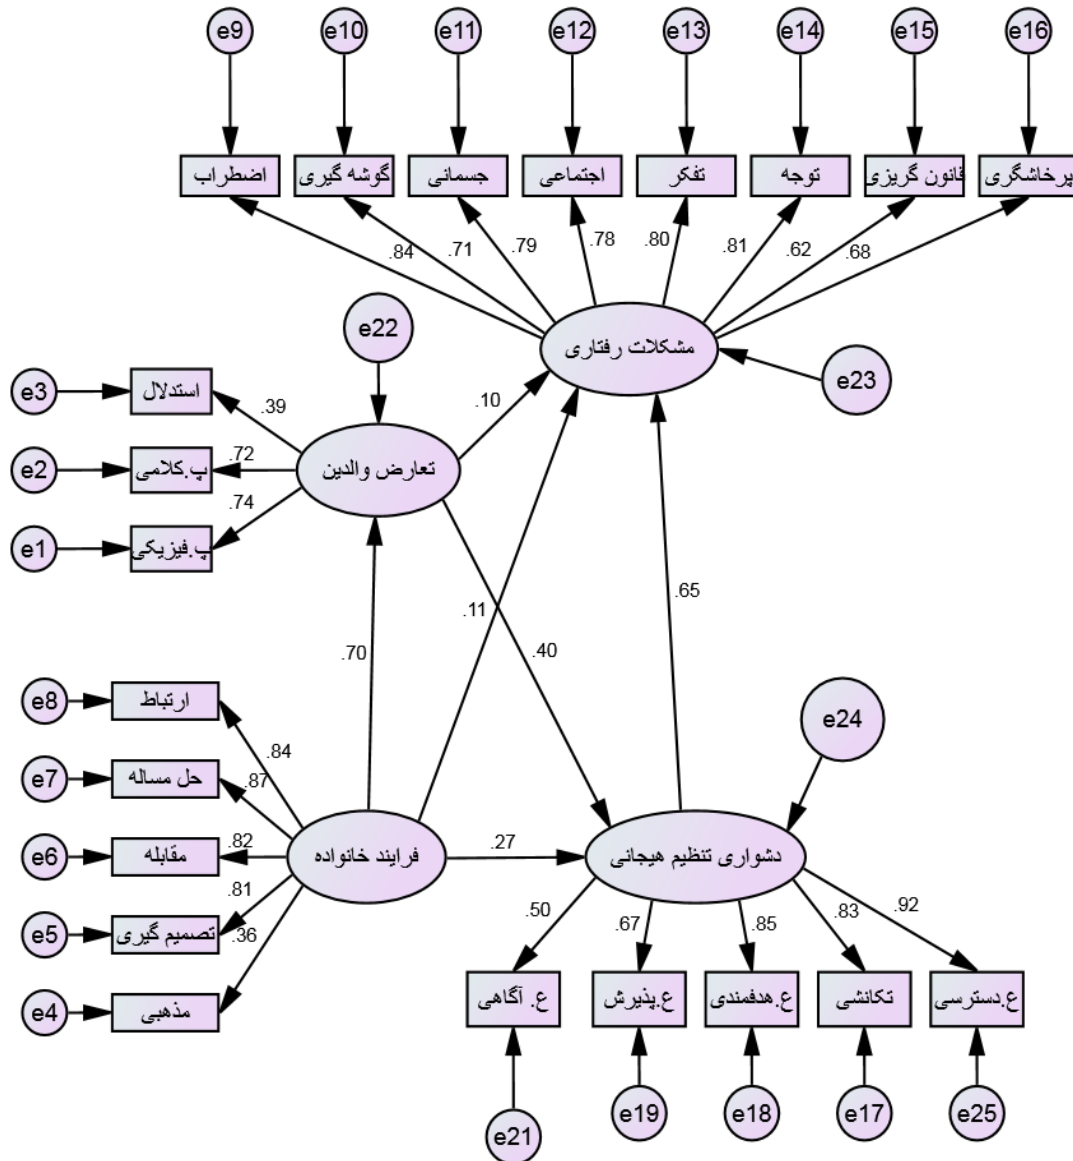 e9
e10
e11
e12
e13
e14
e15
e16
اضطراب
گوشه گیری
جسمانی
اجتماعی
تفکر
توجه
قانون گریزی
پرخاشگری
.84
.71
.79
.78
.80
.81
.62
.68
e22
مشکلات رفتاری
e23
e3
استدلال
.39
.10
e2
پ.کلامی
.72
تعارض والدین
e1
پ.فیزیکی
.74
.11
.65
.70
.40
e8
ارتباط
.84
e24
e7
حل مساله
.87
e6
مقابله
.82
فرایند خانواده
.27
دشواری تنظیم هیجانی
e5
تصمیم گیری
.81
e4
مذهبی
.36
.50
.67
.85
.83
.92
ع. آگاهی
ع.پذیرش
ع.هدفمندی
تکانشی
ع.دسترسی
e21
e19
e18
e17
e25